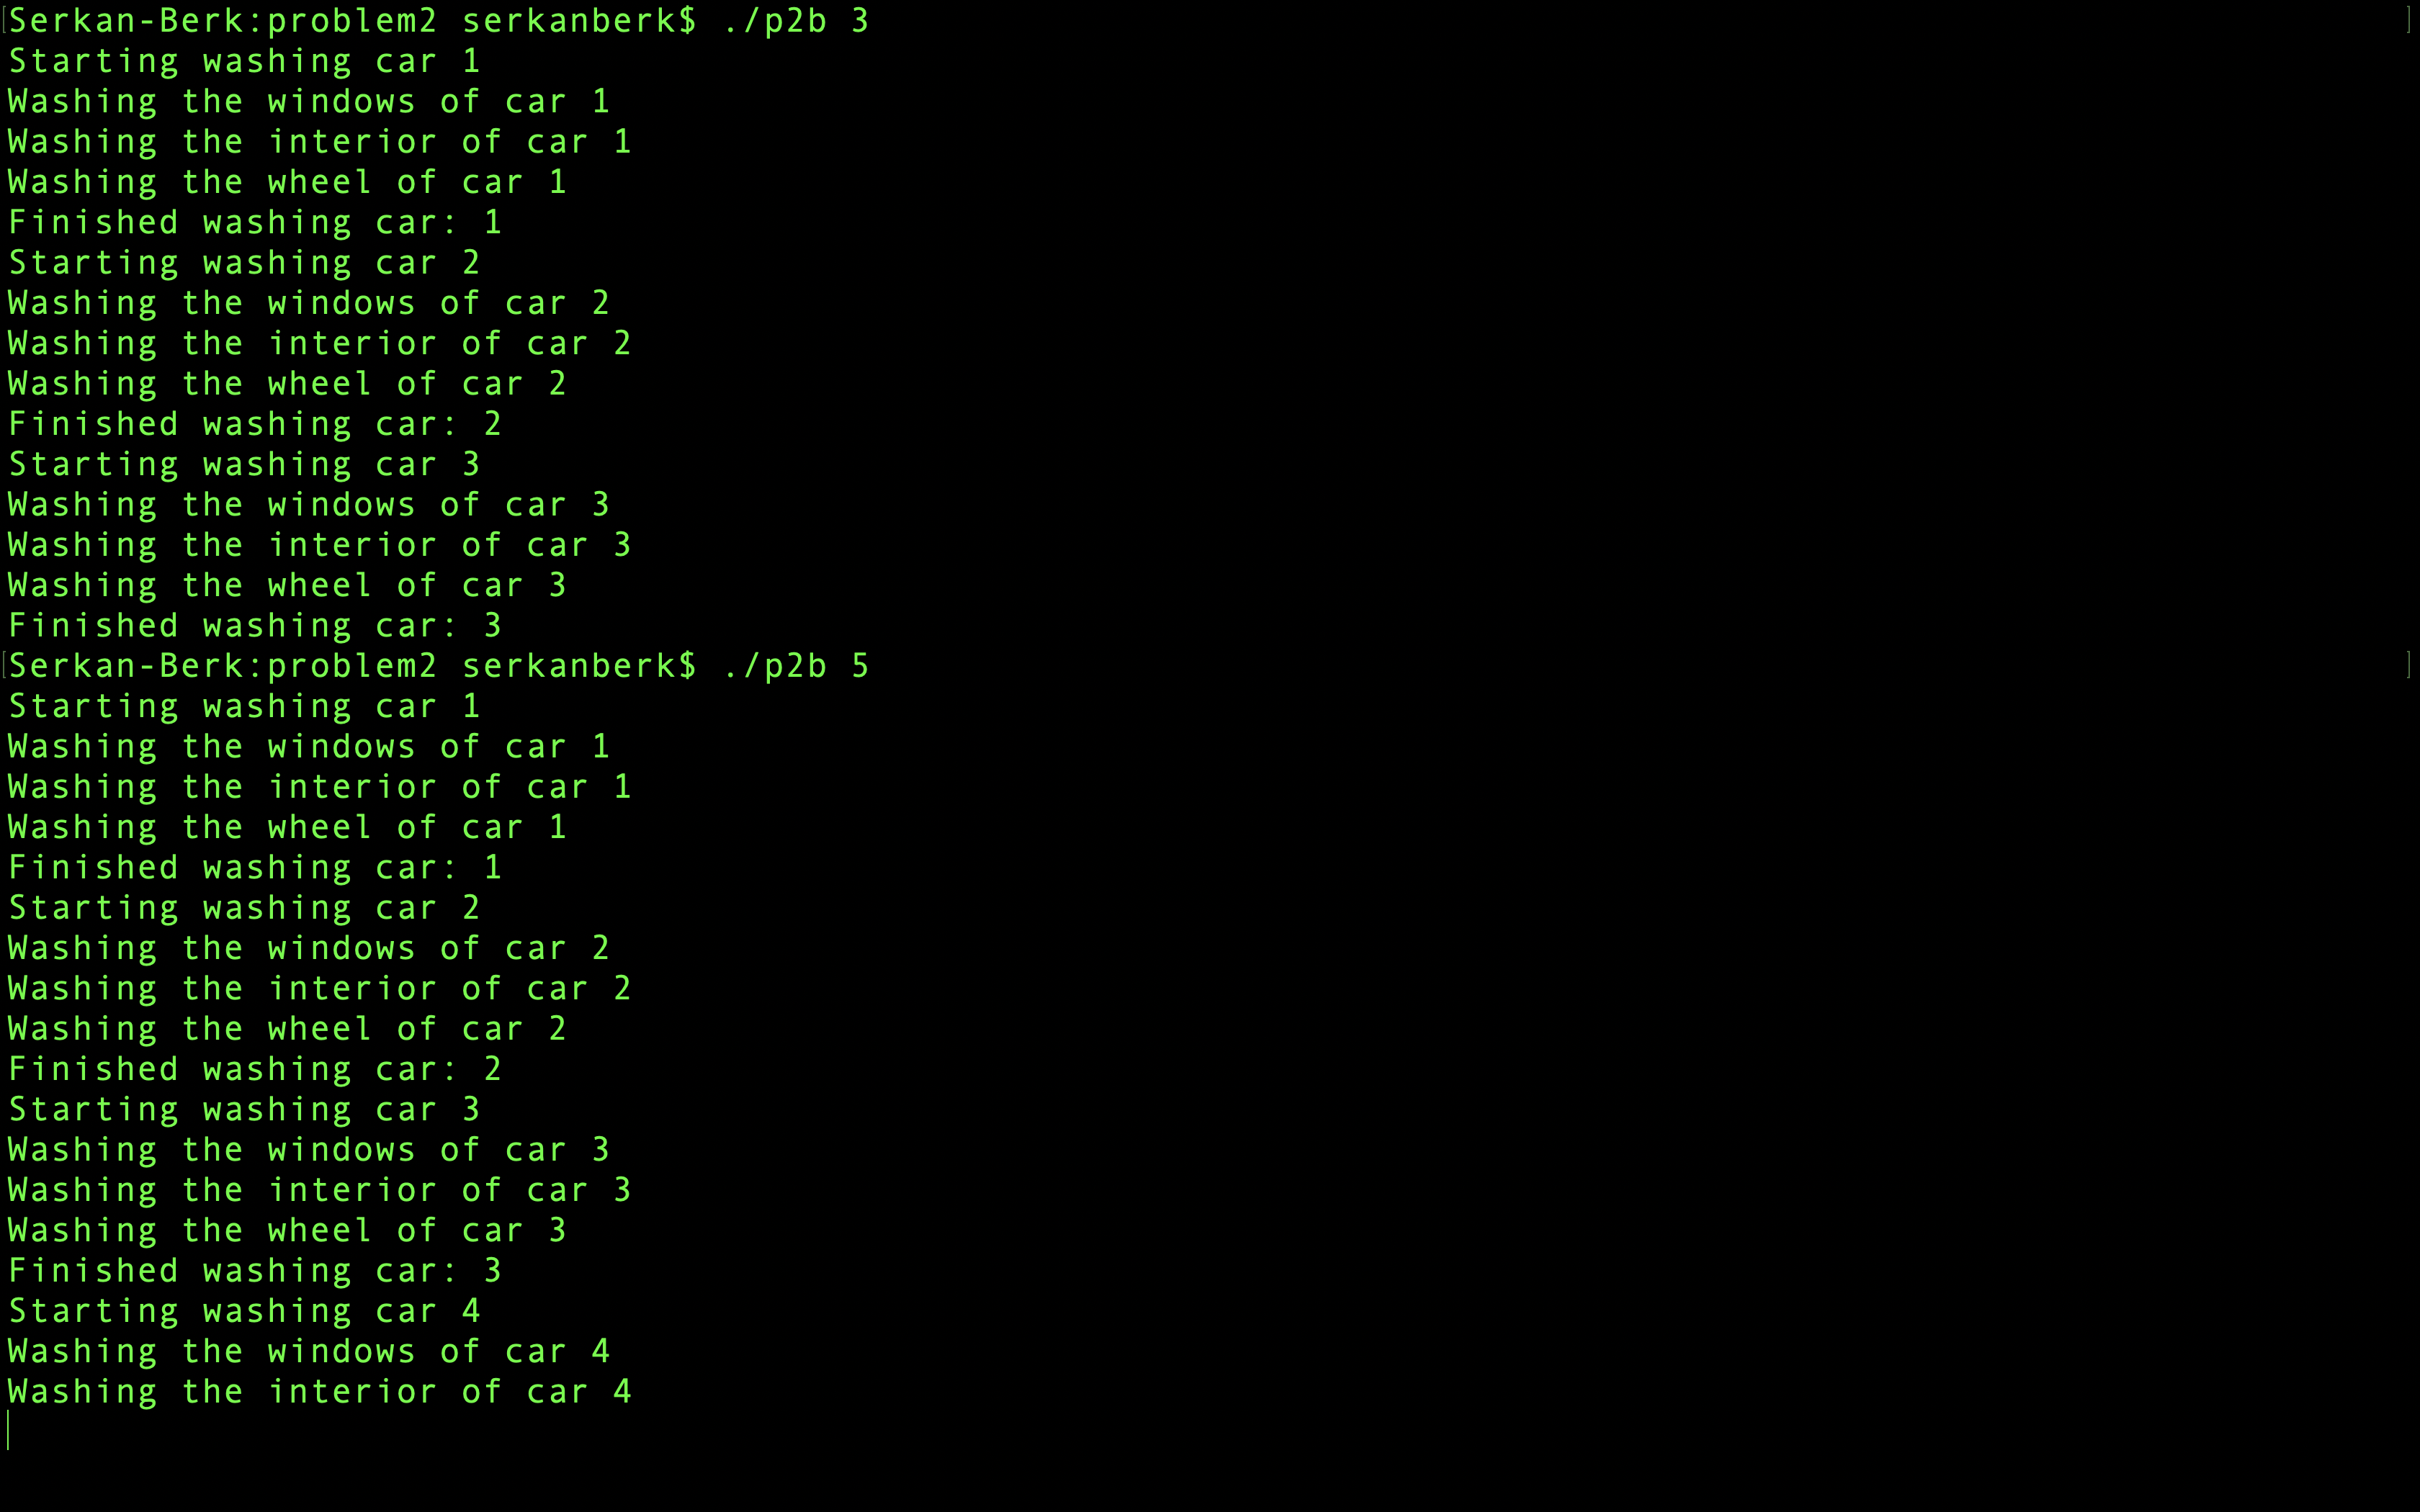 [Serkan-Berk:problem2 serkanberk$ ./p2b 3 ]
Starting washing car 1
Washing the windows of car 1
Washing the interior of car 1
Washing the wheel of car 1
Finished washing car: 1
Starting washing car 2
Washing the windows of car 2
Washing the interior of car 2
Washing the wheel of car 2
Finished washing car: 2
Starting washing car 3
Washing the windows of car 3
Washing the interior of car 3
Washing the wheel of car 3
Finished washing car: 3
[Serkan-Berk:problem2 serkanberk$ ./p2b 5 ]
Starting washing car 1
Washing the windows of car 1
Washing the interior of car 1
Washing the wheel of car 1
Finished washing car: 1
Starting washing car 2
Washing the windows of car 2
Washing the interior of car 2
Washing the wheel of car 2
Finished washing car: 2
Starting washing car 3
Washing the windows of car 3
Washing the interior of car 3
Washing the wheel of car 3
Finished washing car: 3
Starting washing car 4
Washing the windows of car 4
Washing the interior of car 4